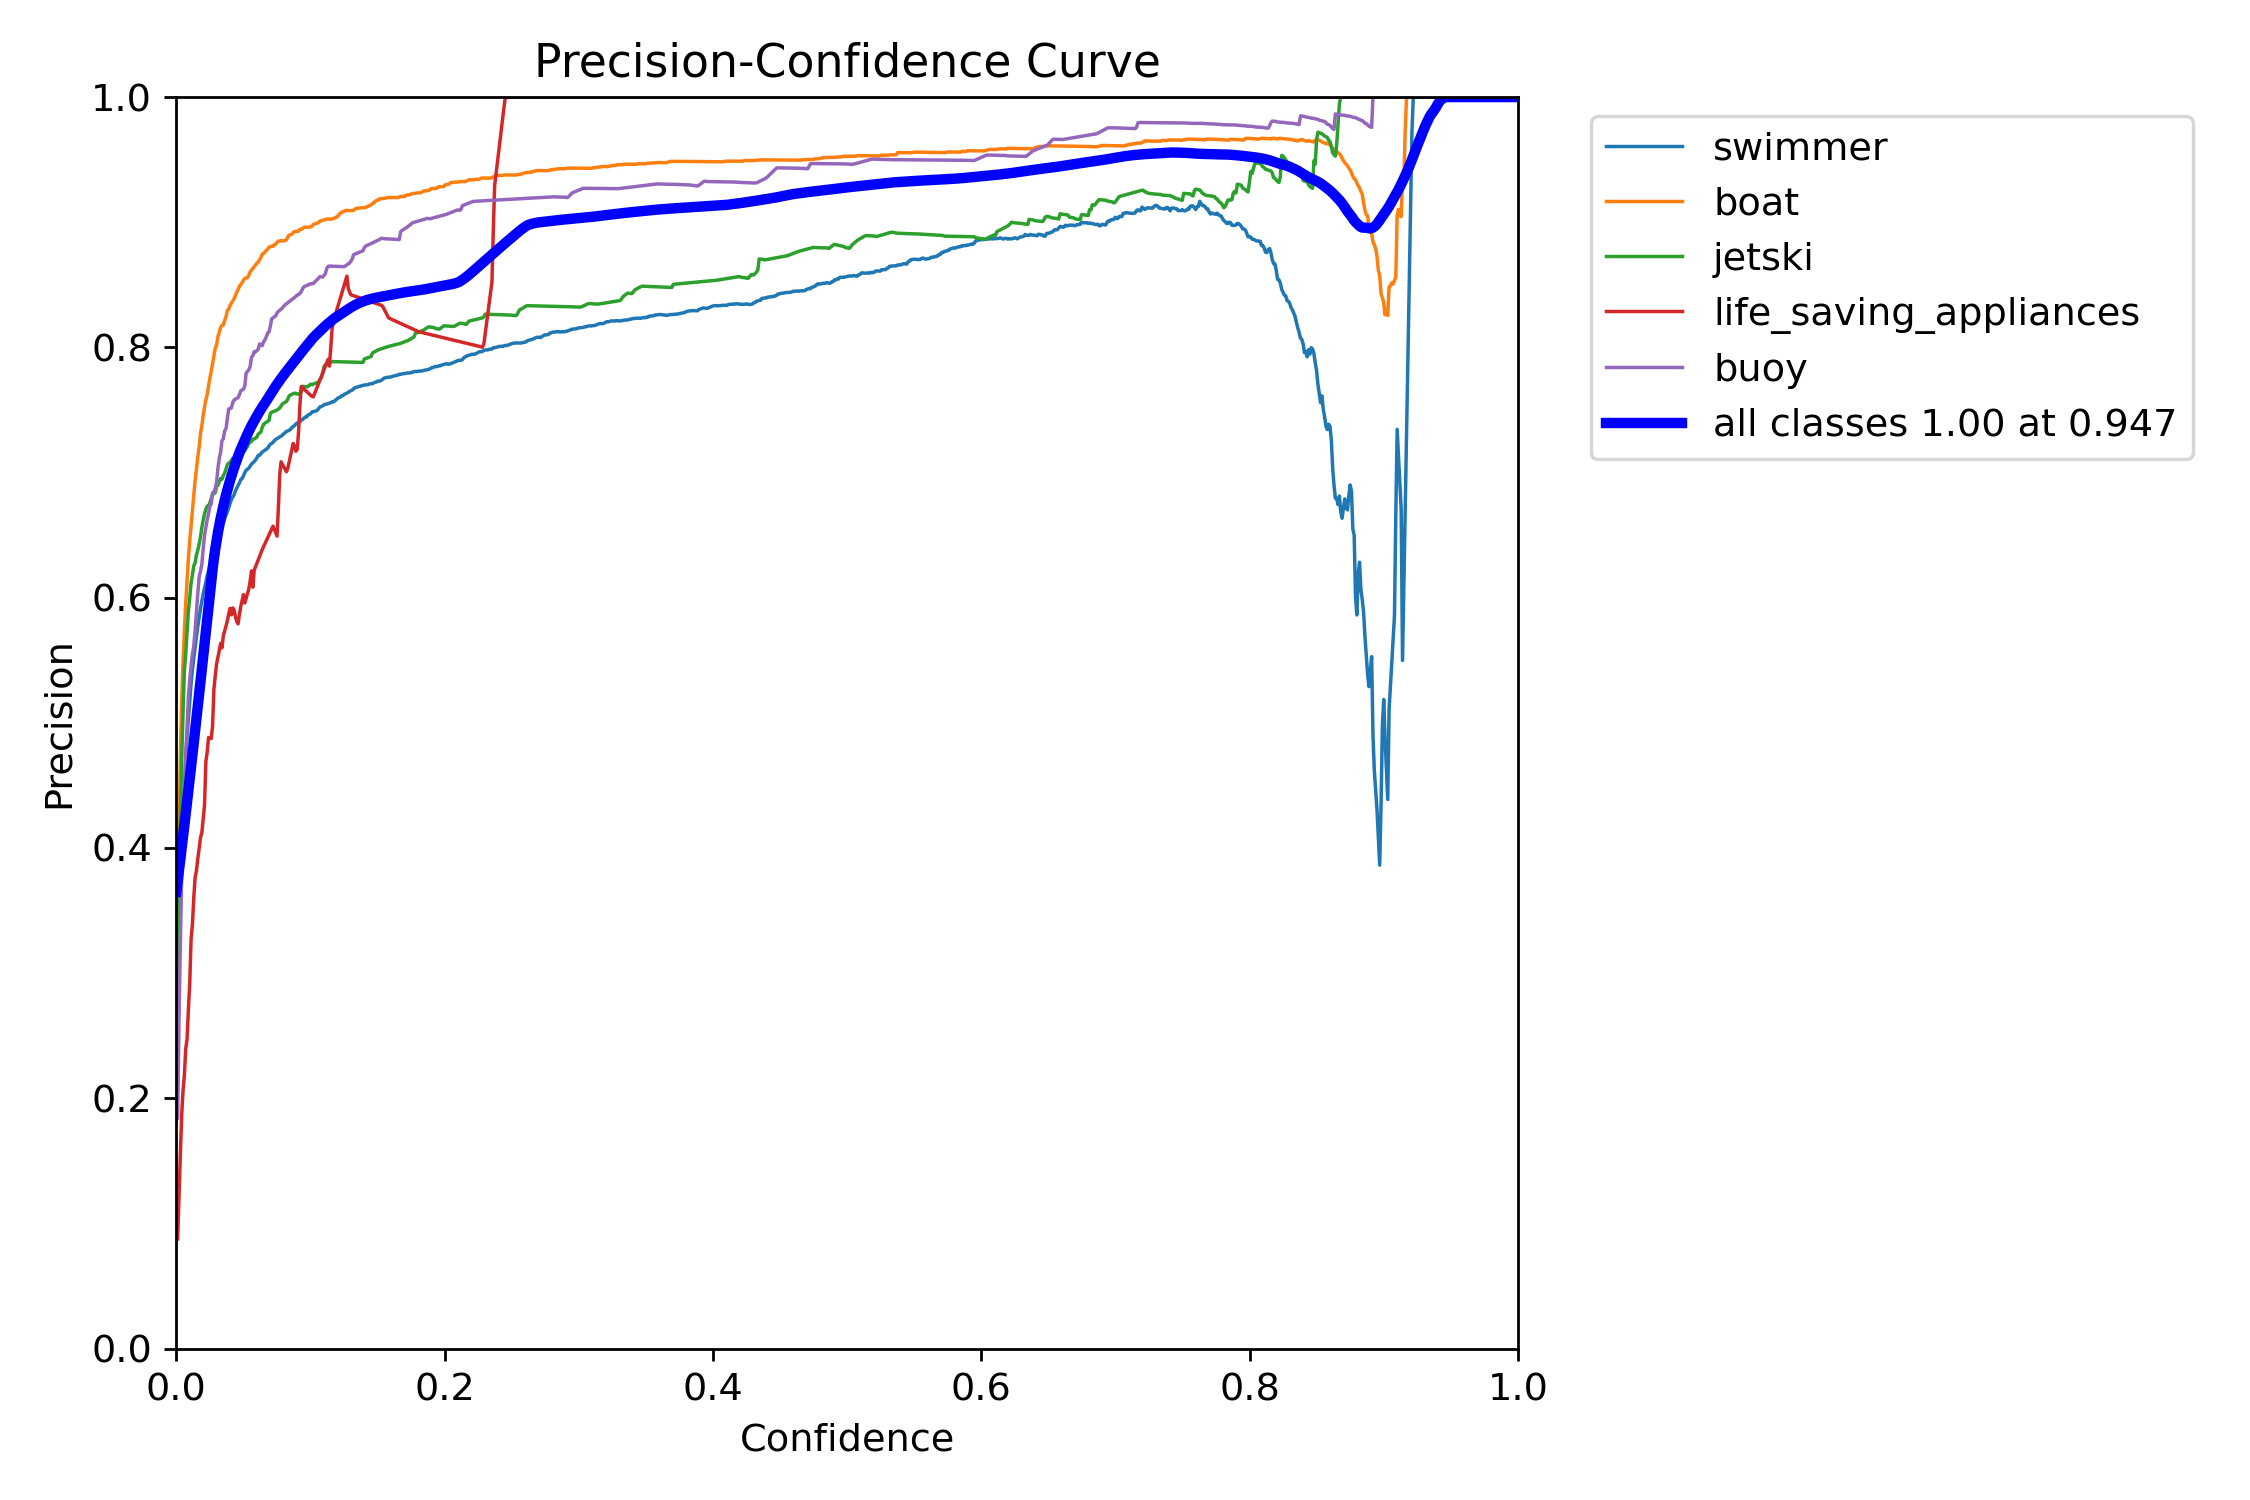 Precision-Confidence Curve
1.0
0.8
0.6
0.4
0.2
0.0
Precision
0.0 0.2 0.4 0.6 0.8 1.0
Confidence
swimmer
boat
jetski
life_saving_appliances
buoy
all classes 1.00 at 0.947